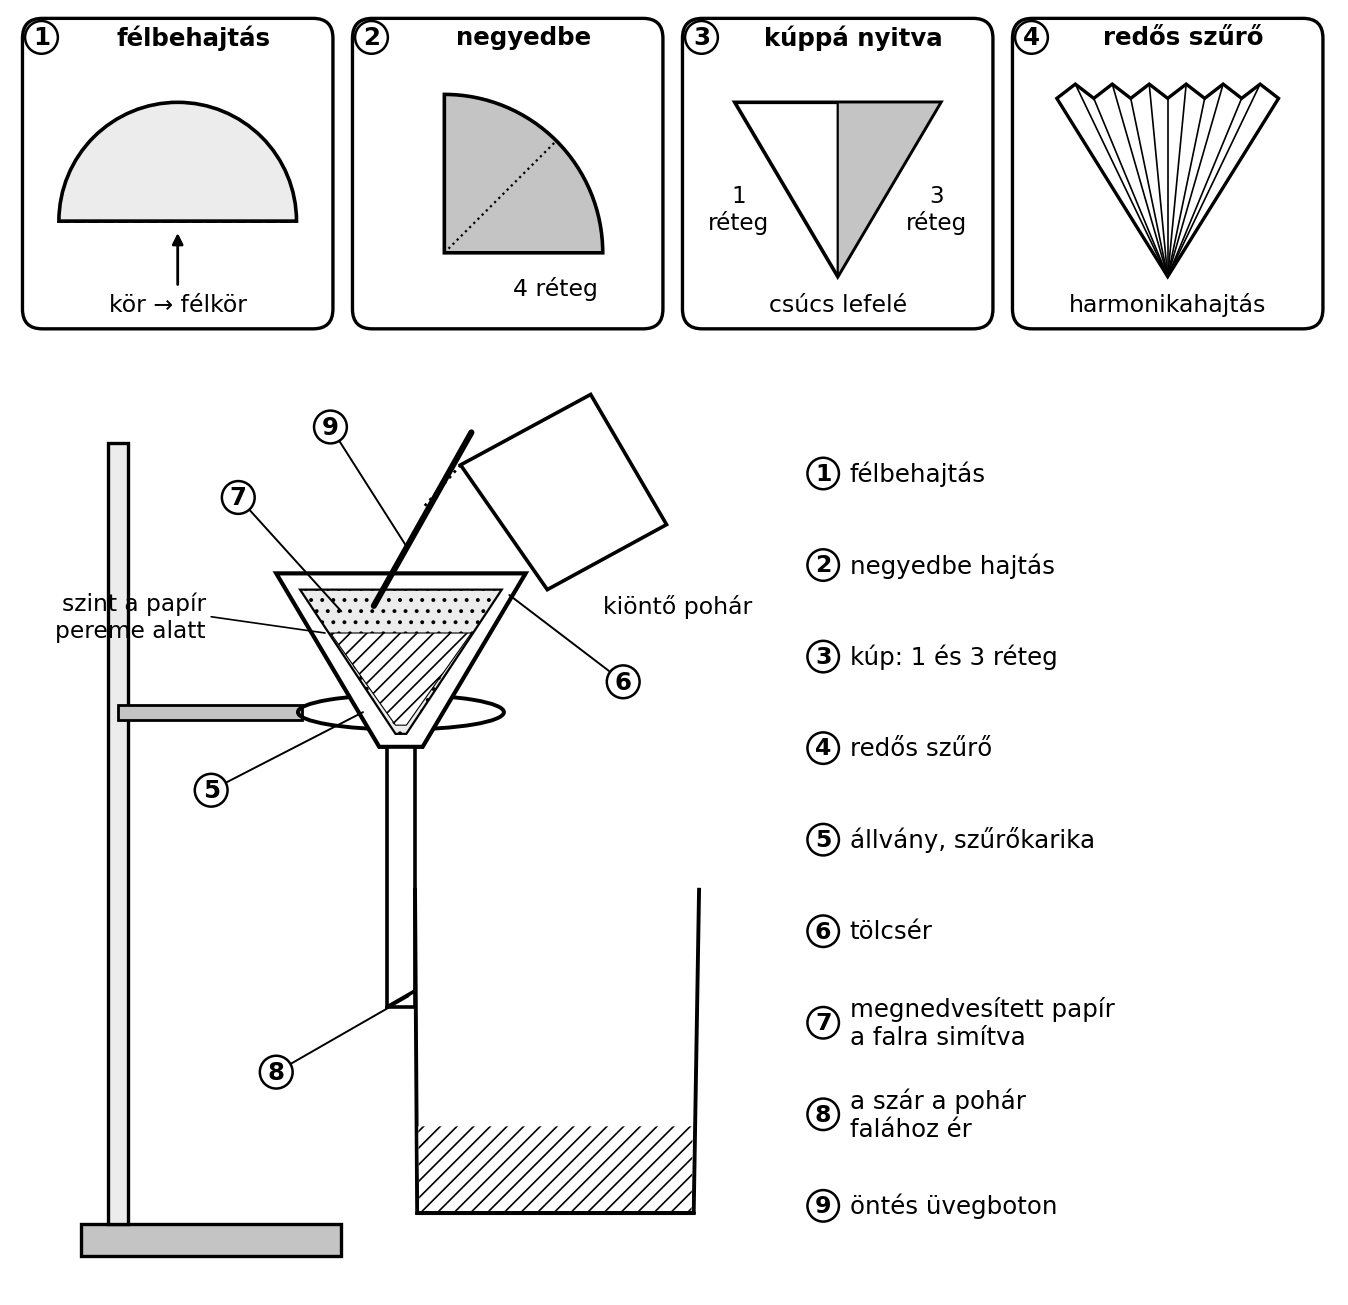 1 félbehajtás
2 negyedbe
3 kúppá nyitva
4 redős szűrő
kör → félkör
4 réteg
1
réteg
3
réteg
csúcs lefelé
harmonikahajtás
9
7
szint a papír
pereme alatt
kiöntő pohár
6
5
8
1 félbehajtás
2 negyedbe hajtás
3 kúp: 1 és 3 réteg
4 redős szűrő
5 állvány, szűrőkarika
6 tölcsér
7 megnedvesített papír
a falra simítva
8 a szár a pohár
falához ér
9 öntés üvegboton